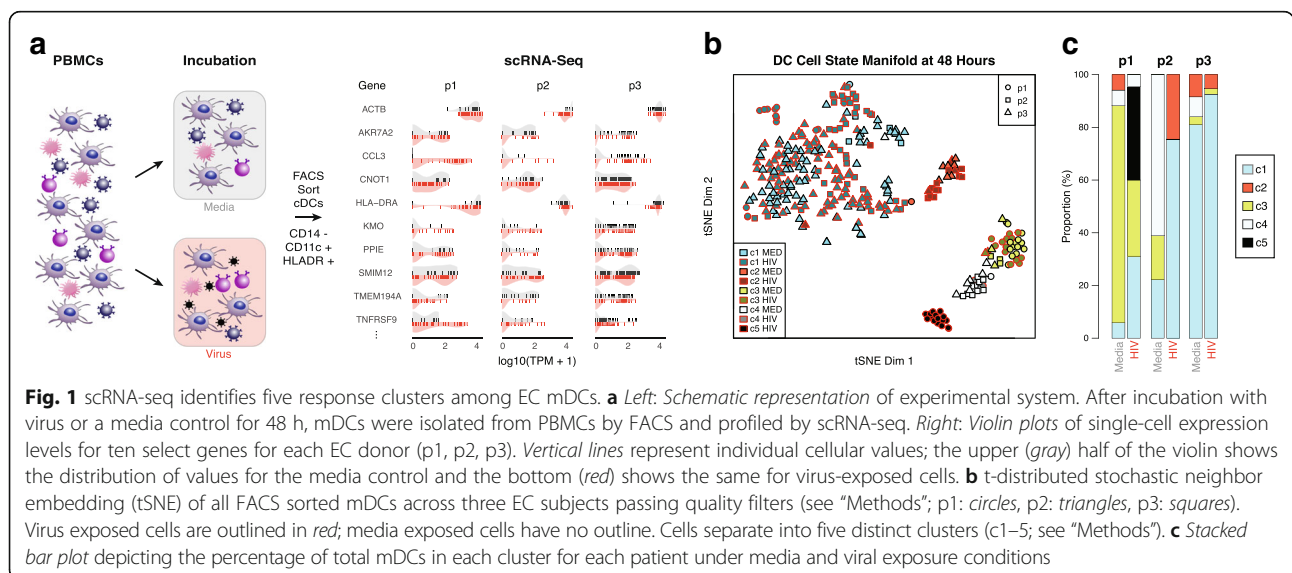 a
PBMCs
Incubation
Media
Virus
FACS
Sort
cDCs
CD14 -
CD11c +
HLADR +
scRNA-Seq
Gene
p1
p2
p3
ACTB
AKR7A2
CCL3
CNOT1
HLA−DRA
KMO
PPIE
SMIM12
TMEM194A
TNFRSF9
⋮
0 2 4 0 2 4 0 2 4
log10(TPM + 1)
b
DC Cell State Manifold at 48 Hours
p1
p2
p3
tSNE Dim 2
c1 MED
c1 HIV
c2 MED
c2 HIV
c3 MED
c3 HIV
c4 MED
c4 HIV
c5 HIV
tSNE Dim 1
c
p1 p2 p3
100
80
60
40
20
0
Proportion (%)
Media
HIV
Media
HIV
Media
HIV
c1
c2
c3
c4
c5
Fig. 1 scRNA-seq identifies five response clusters among EC mDCs. a Left: Schematic representation of experimental system. After incubation with
virus or a media control for 48 h, mDCs were isolated from PBMCs by FACS and profiled by scRNA-seq. Right: Violin plots of single-cell expression
levels for ten select genes for each EC donor (p1, p2, p3). Vertical lines represent individual cellular values; the upper (gray) half of the violin shows
the distribution of values for the media control and the bottom (red) shows the same for virus-exposed cells. b t-distributed stochastic neighbor
embedding (tSNE) of all FACS sorted mDCs across three EC subjects passing quality filters (see “Methods”; p1: circles, p2: triangles, p3: squares).
Virus exposed cells are outlined in red; media exposed cells have no outline. Cells separate into five distinct clusters (c1–5; see “Methods”). c Stacked
bar plot depicting the percentage of total mDCs in each cluster for each patient under media and viral exposure conditions